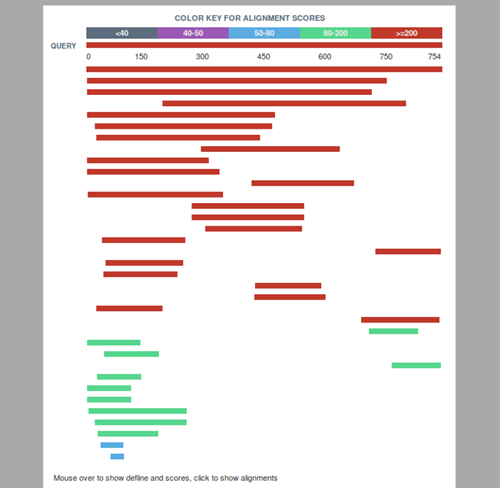 COLOR KEY FOR ALIGNMENT SCORES
<40 40-50 50-80 80-200 >=200
QUERY
0 150 300 450 600 750 754
Mouse over to show defline and scores, click to show alignments